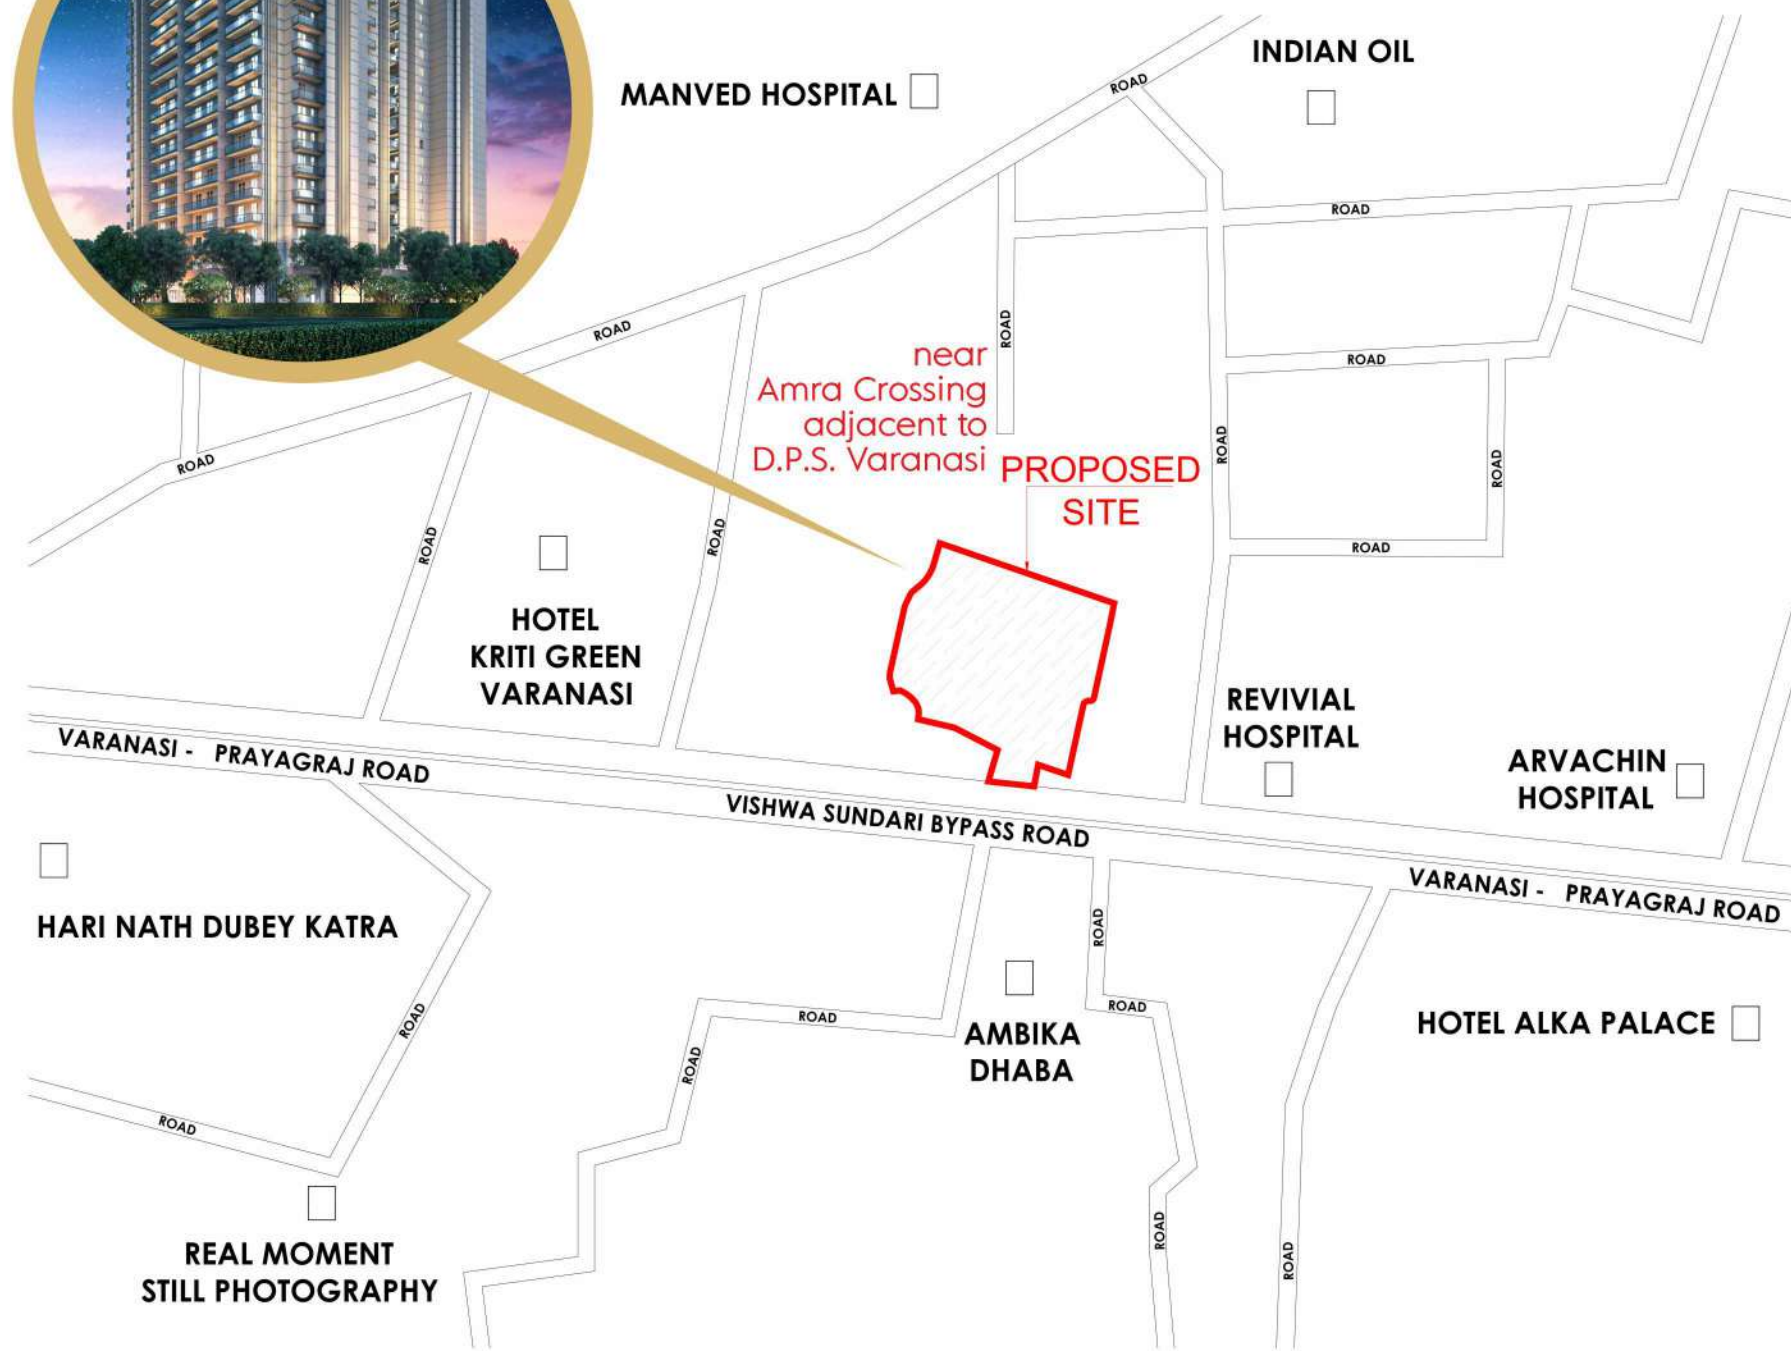 INDIAN OIL
MANVED HOSPITAL
ROAD
ROAD
ROAD
ROAD
near
Amra Crossing
adjacent to
D.P.S. Varanasi
ROAD
PROPOSED
SITE
ROAD
ROAD
ROAD
ROAD
ROAD
ROAD
HOTEL
KRITI GREEN
VARANASI
REVIVIAL
HOSPITAL
ARVACHIN
HOSPITAL
VARANASI - PRAYAGRAJ ROAD
VISHWA SUNDARI BYPASS ROAD
VARANASI - PRAYAGRAJ ROAD
HARI NATH DUBEY KATRA
ROAD
ROAD
ROAD
ROAD
AMBIKA
DHABA
HOTEL ALKA PALACE
ROAD
ROAD
ROAD
ROAD
REAL MOMENT
STILL PHOTOGRAPHY